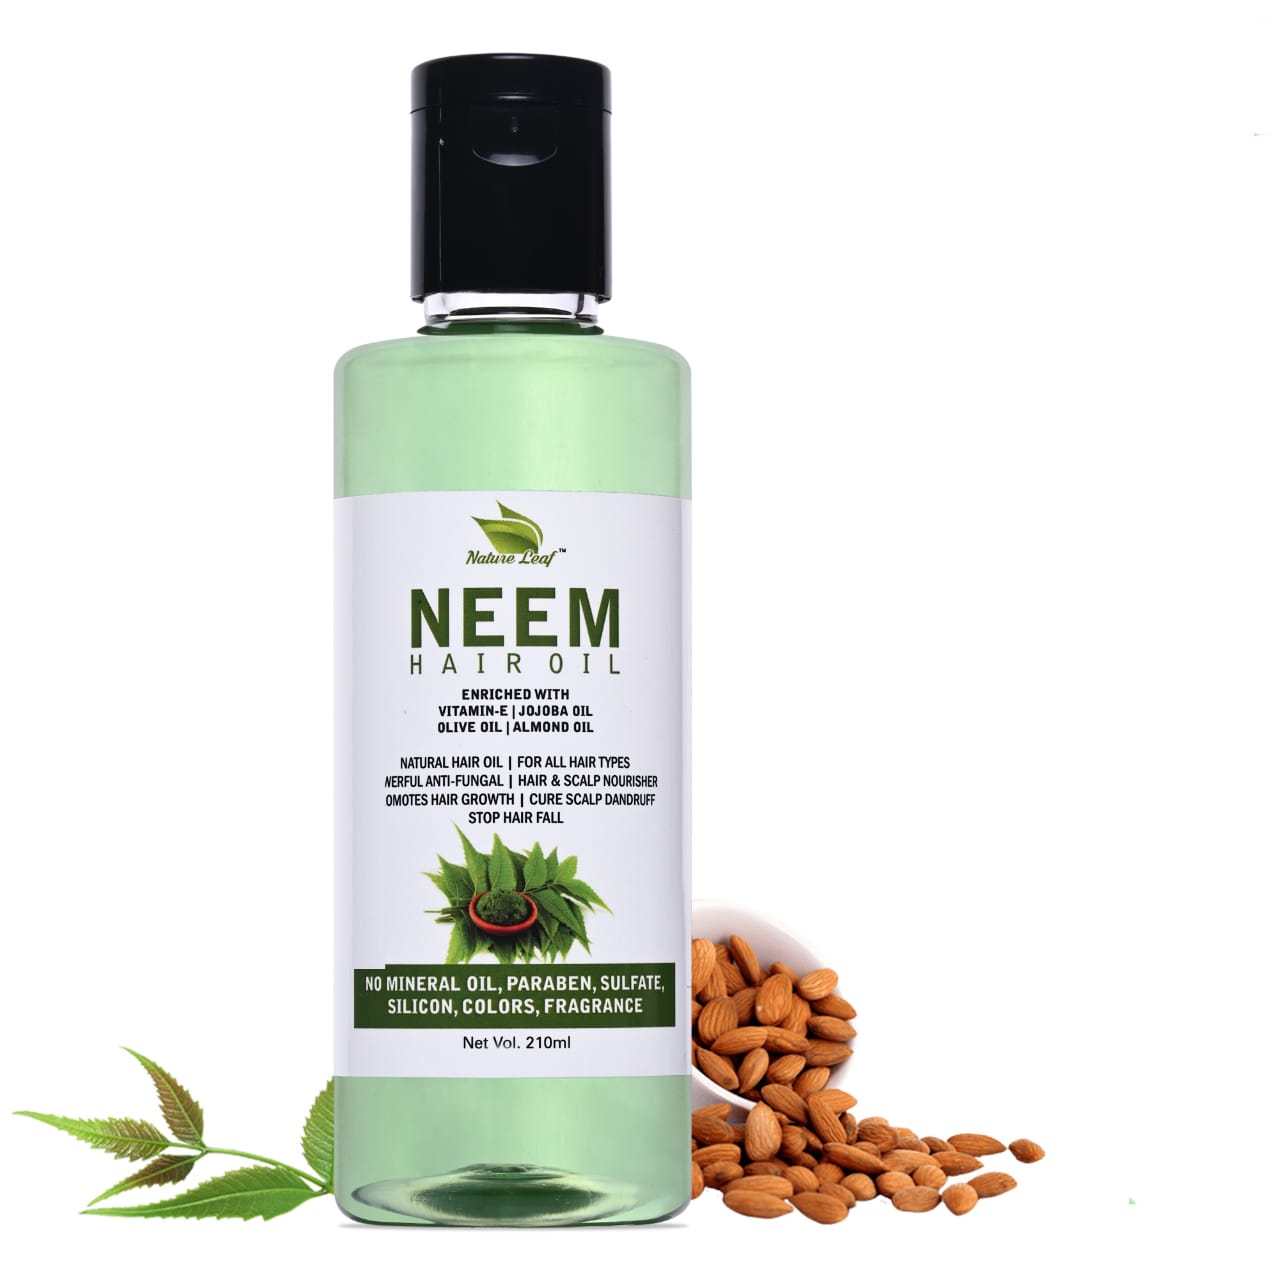 Nature Leaf™
NEEM
HAIR OIL
ENRICHED WITH
VITAMIN-E | JOJOBA OIL
OLIVE OIL | ALMOND OIL
NATURAL HAIR OIL | FOR ALL HAIR TYPES
WERFUL ANTI-FUNGAL | HAIR & SCALP NOURISHER
OMOTES HAIR GROWTH | CURE SCALP DANDRUFF
STOP HAIR FALL
NO MINERAL OIL, PARABEN, SULFATE,
SILICON, COLORS, FRAGRANCE
Net Vol. 210ml